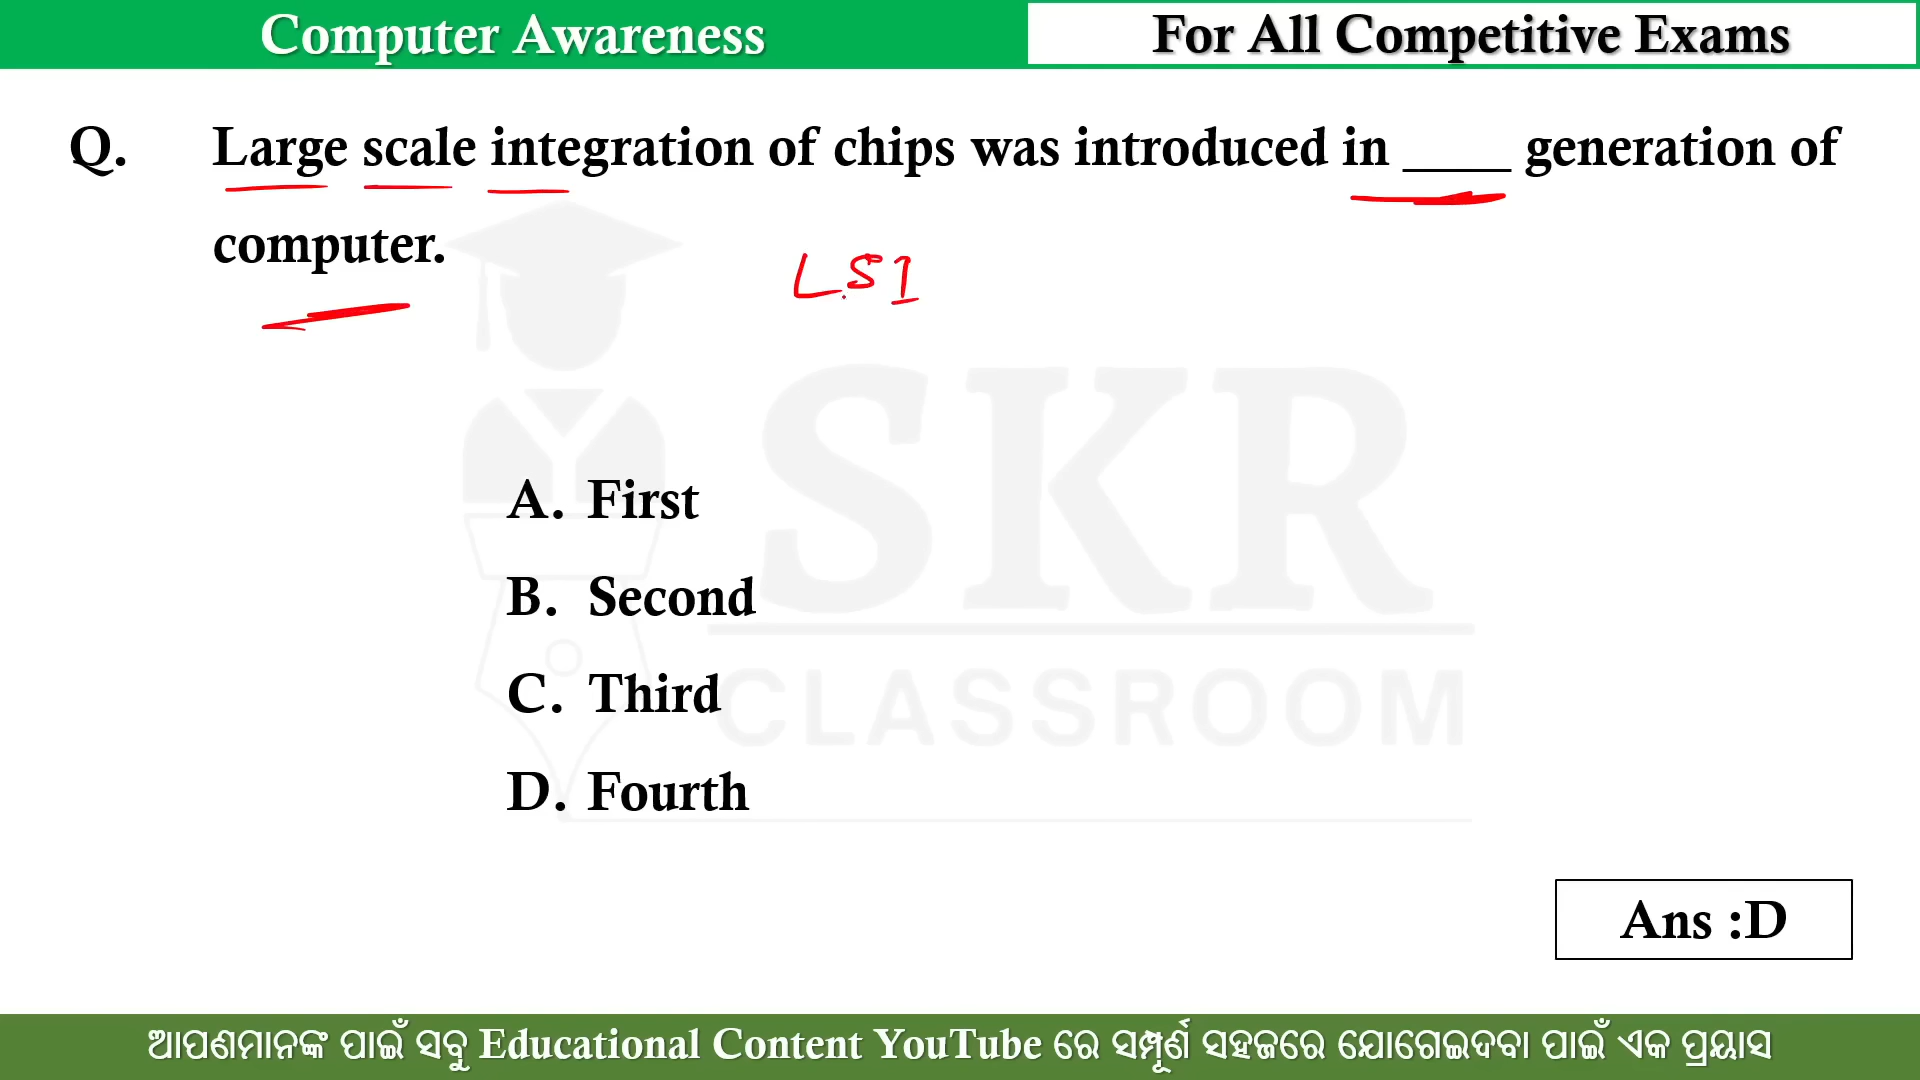 Computer Awareness
For All Competitive Exams
Q. Large scale integration of chips was introduced in ____ generation of
computer.
LSI
SKR
CLASSROOM
A. First
B. Second
C. Third
D. Fourth
Ans :D
ଆପଣମାନଙ୍କ ପାଇଁ ସବୁ Educational Content YouTube ରେ ସମ୍ପୂର୍ଣ ସହଜରେ ଯୋଗେଇଦବା ପାଇଁ ଏକ ପ୍ରୟାସ